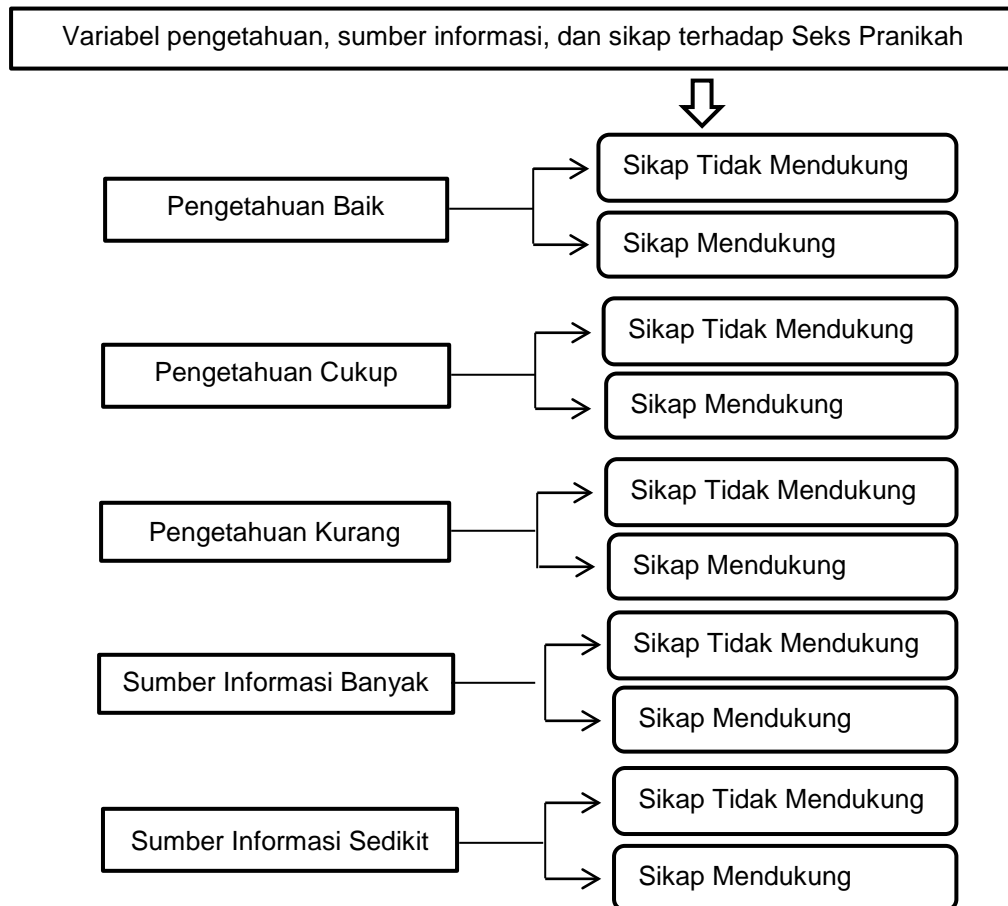 Variabel pengetahuan, sumber informasi, dan sikap terhadap Seks Pranikah
Pengetahuan Baik
Sikap Tidak Mendukung
Sikap Mendukung
Pengetahuan Cukup
Sikap Tidak Mendukung
Sikap Mendukung
Pengetahuan Kurang
Sikap Tidak Mendukung
Sikap Mendukung
Sumber Informasi Banyak
Sikap Tidak Mendukung
Sikap Mendukung
Sumber Informasi Sedikit
Sikap Tidak Mendukung
Sikap Mendukung